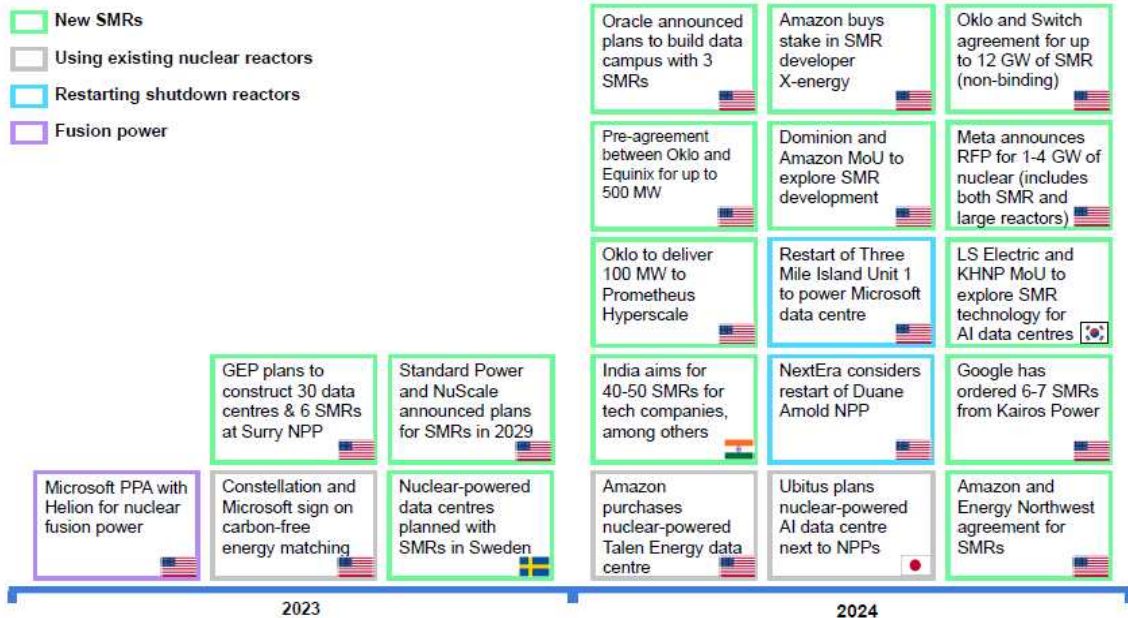 New SMRs
Using existing nuclear reactors
Restarting shutdown reactors
Fusion power
Oracle announced
plans to build data
campus with 3
SMRs
Amazon buys
stake in SMR
developer
X-energy
Oklo and Switch
agreement for up
to 12 GW of SMR
(non-binding)
Pre-agreement
between Oklo and
Equinix for up to
500 MW
Dominion and
Amazon MoU to
explore SMR
development
Meta announces
RFP for 1-4 GW of
nuclear (includes
both SMR and
large reactors)
Oklo to deliver
100 MW to
Prometheus
Hyperscale
Restart of Three
Mile Island Unit 1
to power Microsoft
data centre
LS Electric and
KHNP MoU to
explore SMR
technology for
AI data centres
GEP plans to
construct 30 data
centres & 6 SMRs
at Surry NPP
Standard Power
and NuScale
announced plans
for SMRs in 2029
India aims for
40-50 SMRs for
tech companies,
among others
NextEra considers
restart of Duane
Arnold NPP
Google has
ordered 6-7 SMRs
from Kairos Power
Microsoft PPA with
Helion for nuclear
fusion power
Constellation and
Microsoft sign on
carbon-free
energy matching
Nuclear-powered
data centres
planned with
SMRs in Sweden
Amazon
purchases
nuclear-powered
Talen Energy data
centre
Ubitus plans
nuclear-powered
AI data centre
next to NPPs
Amazon and
Energy Northwest
agreement for
SMRs
2023
2024